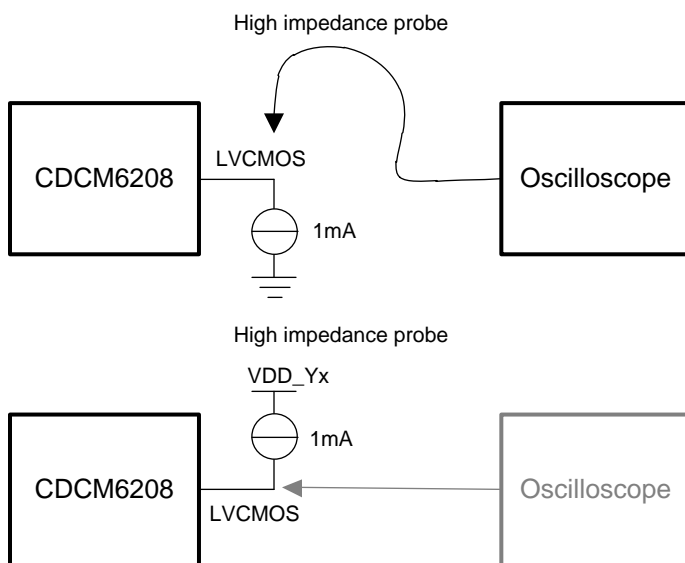 High impedance probe
CDCM6208
LVCMOS
Oscilloscope
1mA
High impedance probe
VDD_Yx
1mA
CDCM6208
Oscilloscope
LVCMOS